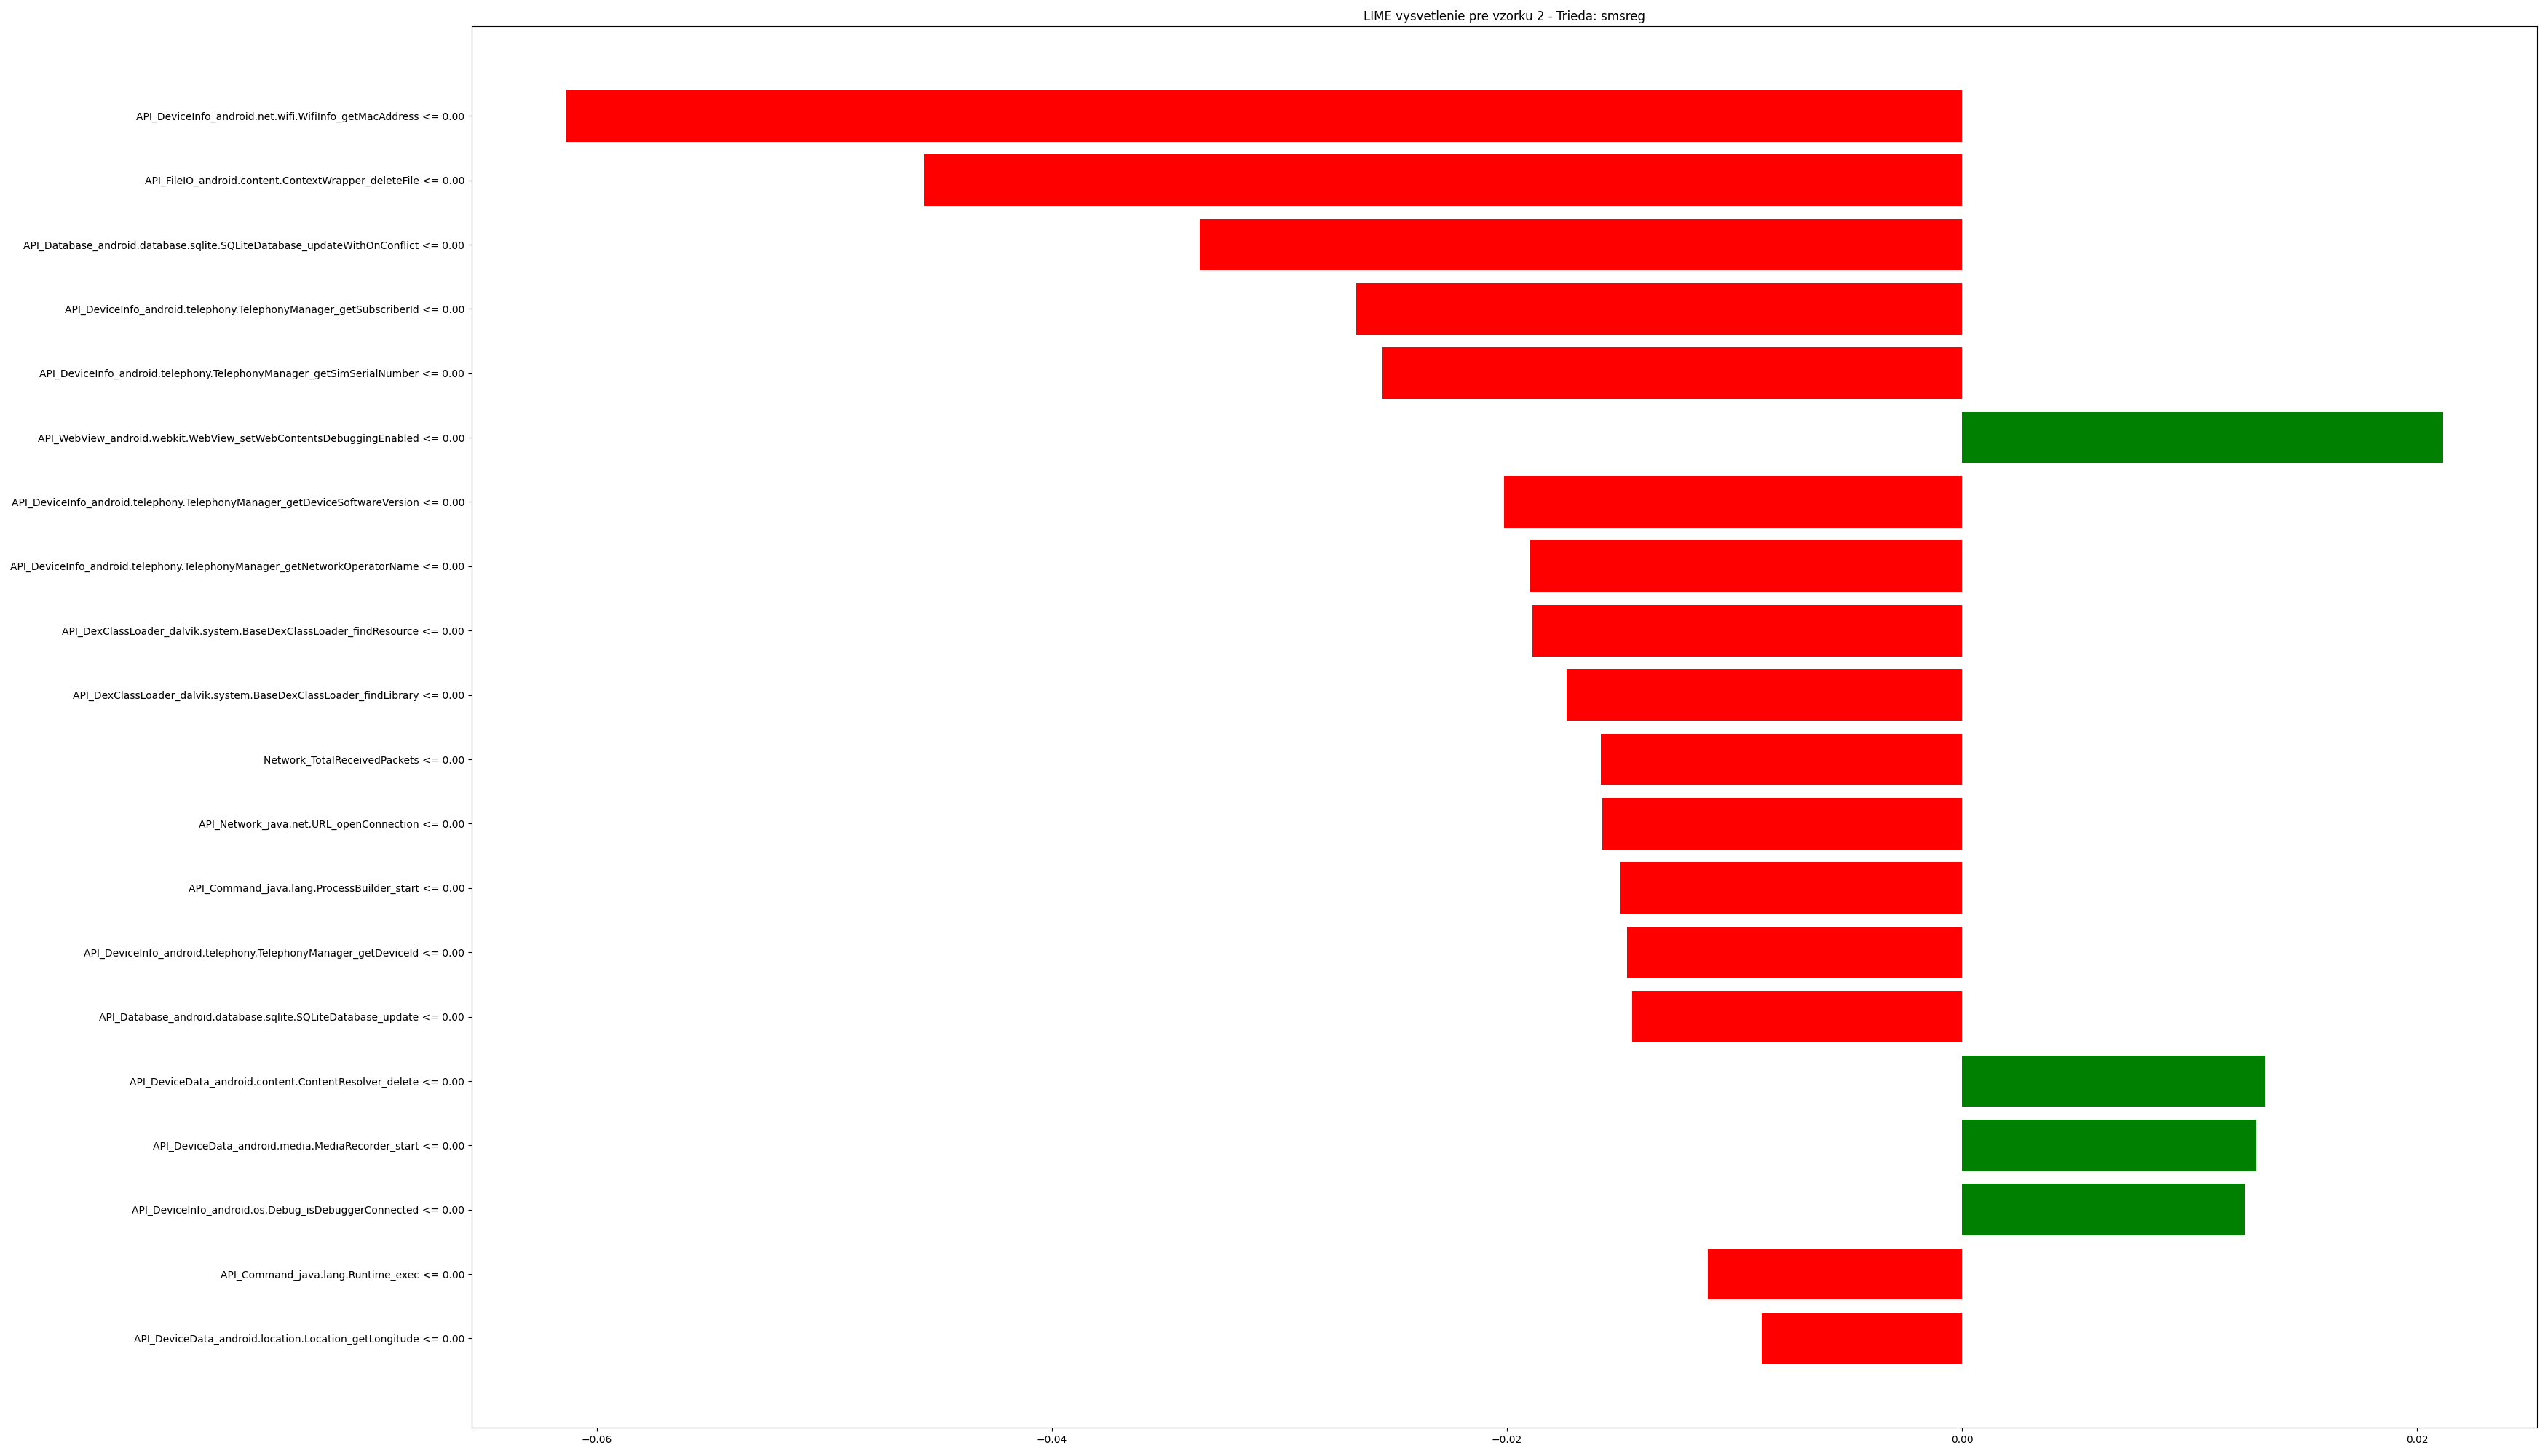 LIME vysvetlenie pre vzorku 2 - Trieda: smsreg
API_DeviceInfo_android.net.wifi.WifiInfo_getMacAddress <= 0.00
API_FileIO_android.content.ContextWrapper_deleteFile <= 0.00
API_Database_android.database.sqlite.SQLiteDatabase_updateWithOnConflict <= 0.00
API_DeviceInfo_android.telephony.TelephonyManager_getSubscriberId <= 0.00
API_DeviceInfo_android.telephony.TelephonyManager_getSimSerialNumber <= 0.00
API_WebView_android.webkit.WebView_setWebContentsDebuggingEnabled <= 0.00
API_DeviceInfo_android.telephony.TelephonyManager_getDeviceSoftwareVersion <= 0.00
API_DeviceInfo_android.telephony.TelephonyManager_getNetworkOperatorName <= 0.00
API_DexClassLoader_dalvik.system.BaseDexClassLoader_findResource <= 0.00
API_DexClassLoader_dalvik.system.BaseDexClassLoader_findLibrary <= 0.00
Network_TotalReceivedPackets <= 0.00
API_Network_java.net.URL_openConnection <= 0.00
API_Command_java.lang.ProcessBuilder_start <= 0.00
API_DeviceInfo_android.telephony.TelephonyManager_getDeviceId <= 0.00
API_Database_android.database.sqlite.SQLiteDatabase_update <= 0.00
API_DeviceData_android.content.ContentResolver_delete <= 0.00
API_DeviceData_android.media.MediaRecorder_start <= 0.00
API_DeviceInfo_android.os.Debug_isDebuggerConnected <= 0.00
API_Command_java.lang.Runtime_exec <= 0.00
API_DeviceData_android.location.Location_getLongitude <= 0.00
−0.06 −0.04 −0.02 0.00 0.02